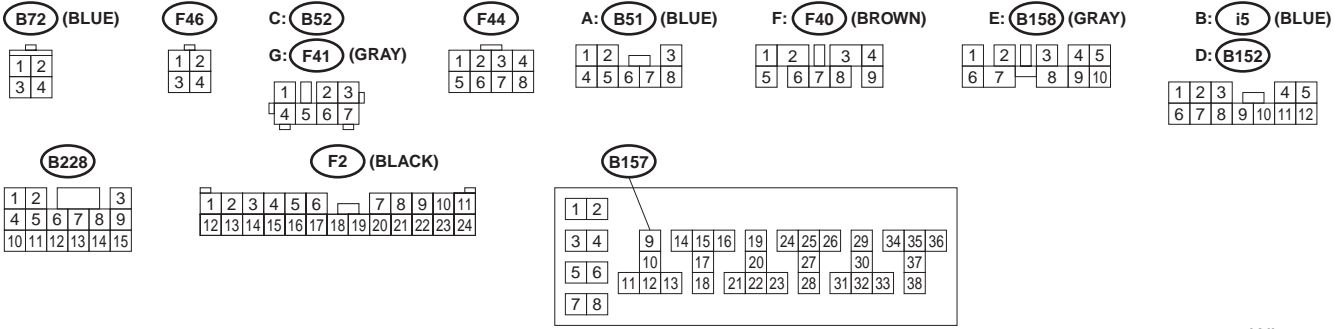 B72 (BLUE)
F46
C: B52
G: F41 (GRAY)
F44
A: B51 (BLUE)
F: F40 (BROWN)
E: B158 (GRAY)
B: i5 (BLUE)
D: B152
1 2
3 4
1 2
3 4
1 2 3
4 5 6 7
1 2 3 4
5 6 7 8
1 2 3
4 5 6 7 8
1 2 3 4
5 6 7 8 9
1 2 3 4 5
6 7 8 9 10
1 2 3 4 5
6 7 8 9 10 11 12
B228
F2 (BLACK)
B157
1 2 3
4 5 6 7 8 9
10 11 12 13 14 15
1 2 3 4 5 6 7 8 9 10 11
12 13 14 15 16 17 18 19 20 21 22 23 24
1 2
3 4 9 14 15 16 19 24 25 26 29 34 35 36
10 17 20 27 30 37
5 6 11 12 13 18 21 22 23 28 31 32 33 38
7 8